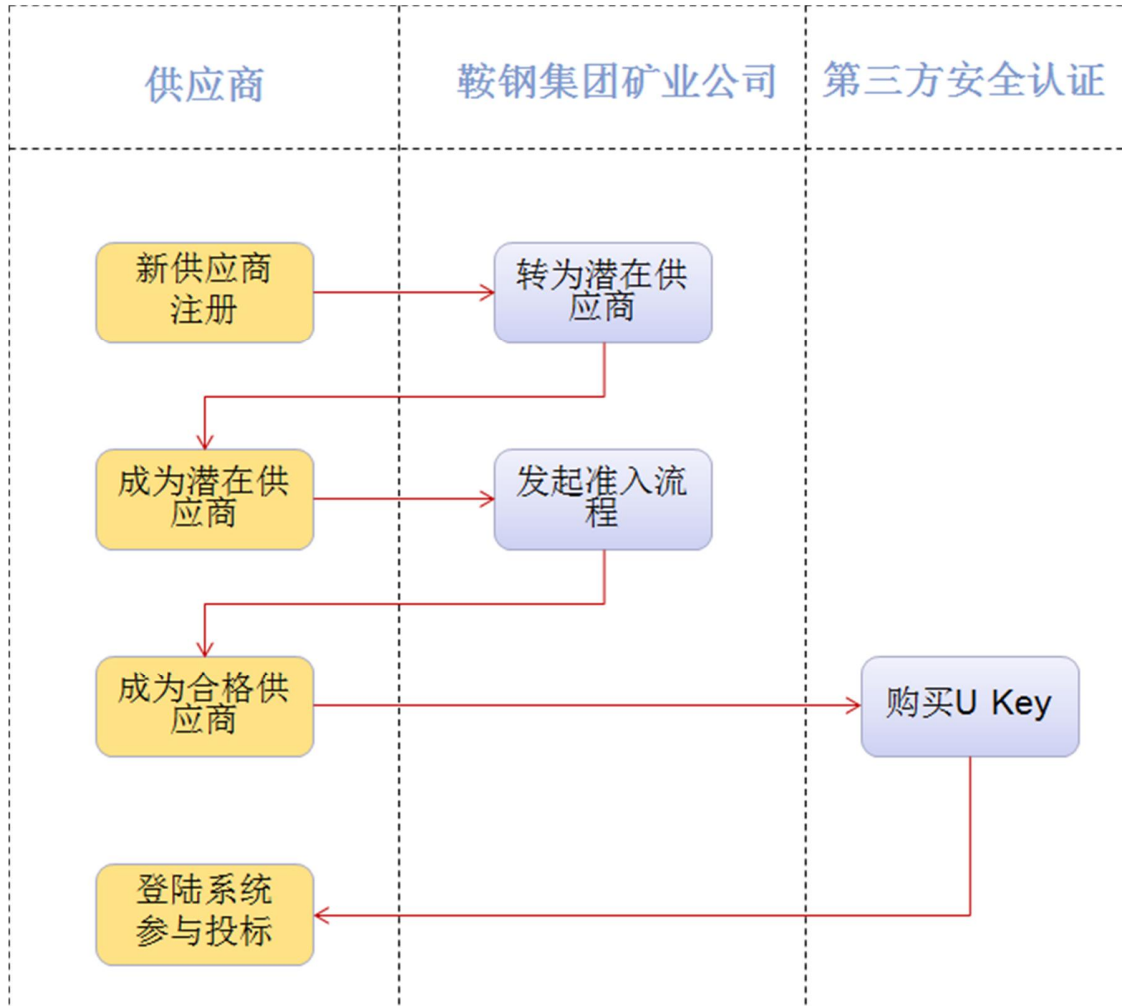 供应商
鞍钢集团矿业公司
第三方安全认证
新供应商
注册
转为潜在供
应商
成为潜在供
应商
发起准入流
程
成为合格供
应商
购买U Key
登陆系统
参与投标